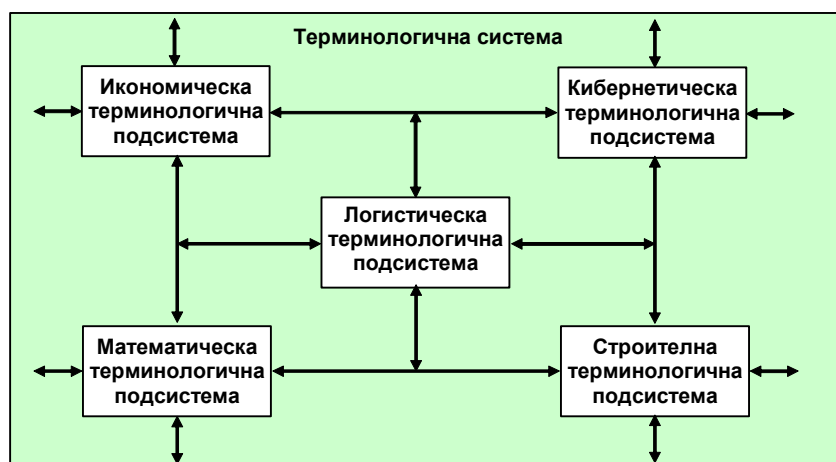 Терминологична система
Икономическа
терминологична
подсистема
Кибернетическа
терминологична
подсистема
Логистическа
терминологична
подсистема
Математическа
терминологична
подсистема
Строителна
терминологична
подсистема